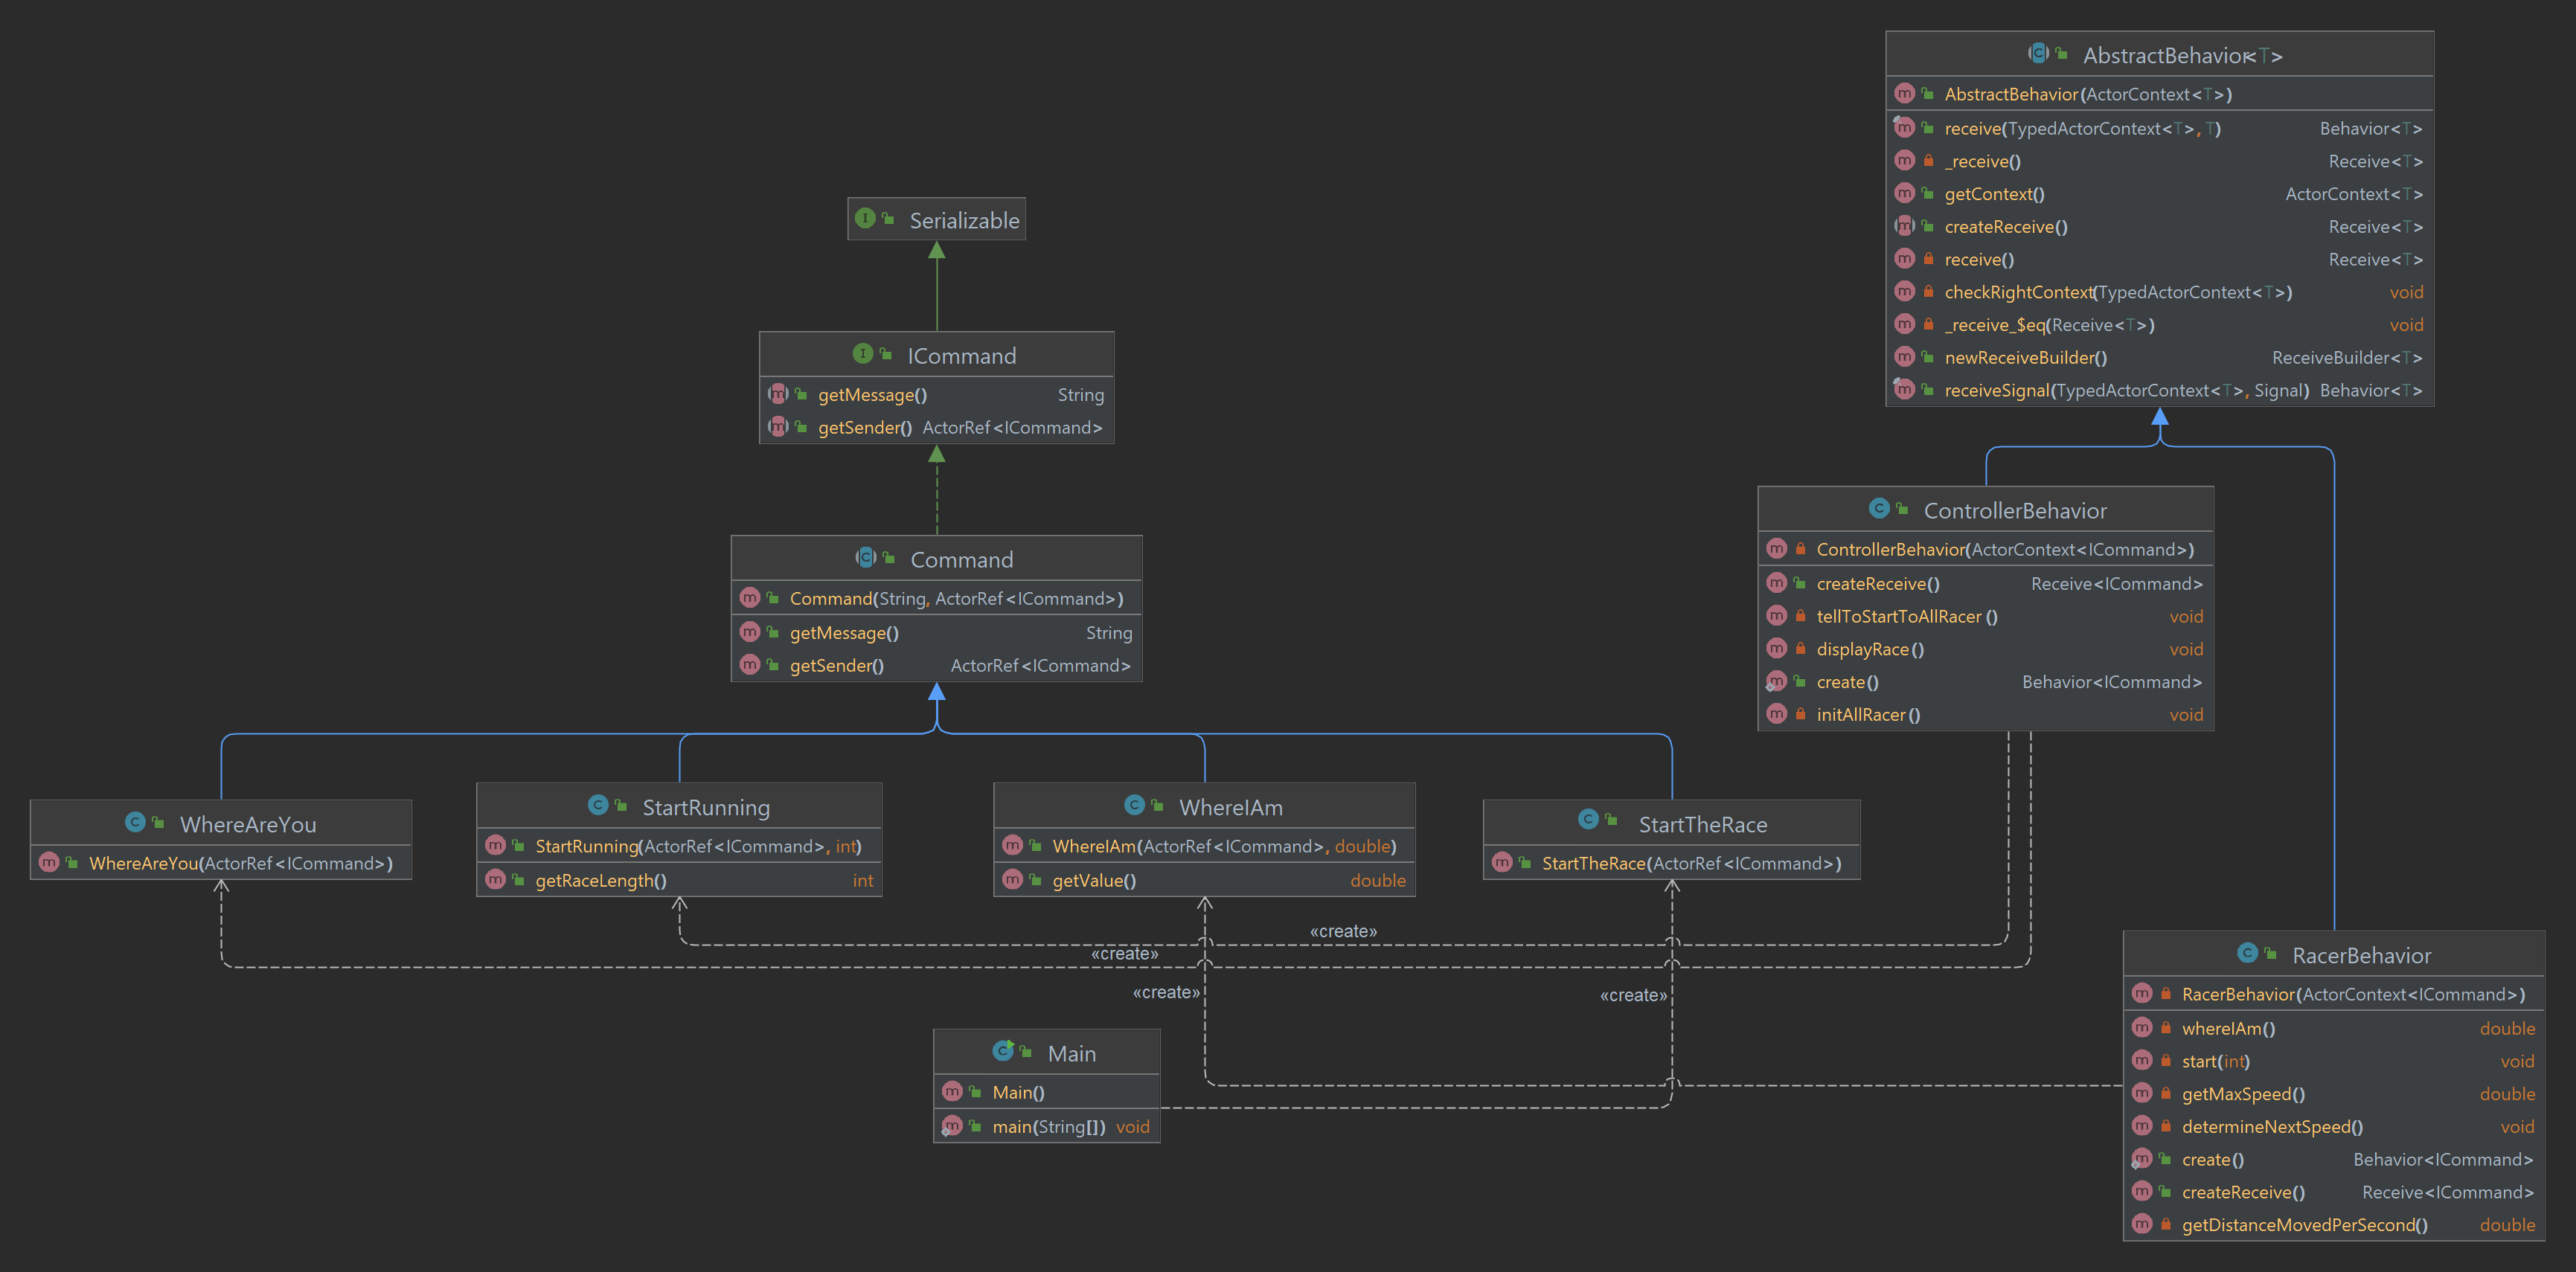 AbstractBehavior<T>
AbstractBehavior(ActorContext<T>)
receive(TypedActorContext<T>, T) Behavior<T>
_receive() Receive<T>
getContext() ActorContext<T>
createReceive() Receive<T>
receive() Receive<T>
checkRightContext(TypedActorContext<T>) void
_receive_$eq(Receive<T>) void
newReceiveBuilder() ReceiveBuilder<T>
receiveSignal(TypedActorContext<T>, Signal) Behavior<T>
Serializable
ICommand
getMessage() String
getSender() ActorRef<ICommand>
Command
Command(String, ActorRef<ICommand>)
getMessage() String
getSender() ActorRef<ICommand>
ControllerBehavior
ControllerBehavior(ActorContext<ICommand>)
createReceive() Receive<ICommand>
tellToStartToAllRacer() void
displayRace() void
create() Behavior<ICommand>
initAllRacer() void
WhereAreYou
WhereAreYou(ActorRef<ICommand>)
StartRunning
StartRunning(ActorRef<ICommand>, int)
getRaceLength() int
WhereIAm
WhereIAm(ActorRef<ICommand>, double)
getValue() double
StartTheRace
StartTheRace(ActorRef<ICommand>)
«create»
«create»
«create»
«create»
Main
Main()
main(String[]) void
RacerBehavior
RacerBehavior(ActorContext<ICommand>)
whereIAm() double
start(int) void
getMaxSpeed() double
determineNextSpeed() void
create() Behavior<ICommand>
createReceive() Receive<ICommand>
getDistanceMovedPerSecond() double